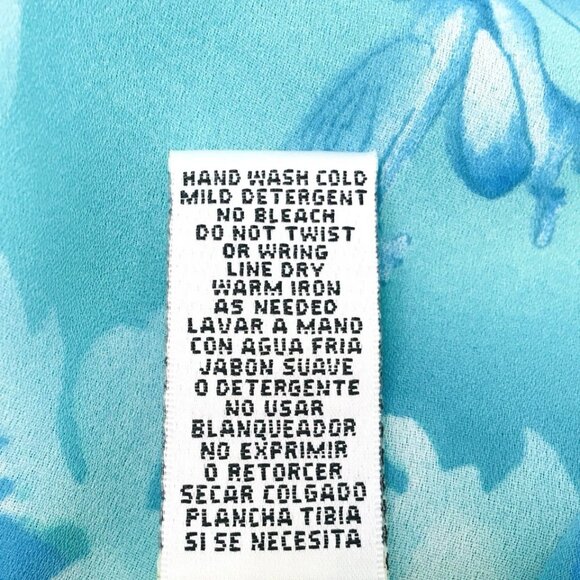 HAND WASH COLD
MILD DETERGENT
NO BLEACH
DO NOT TWIST
OR WRING
LINE DRY
WARM IRON
AS NEEDED
LAVAR A MANO
CON AGUA FRIA
JABON SUAVE
O DETERGENTE
NO USAR
BLANQUEADOR
NO EXPRIMIR
O RETORCER
SECAR COLGADO
PLANCHA TIBIA
SI SE NECESITA